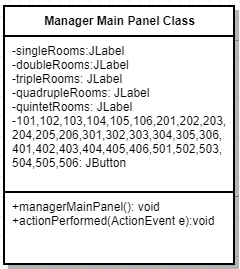 Manager Main Panel Class
-singleRooms:JLabel
-doubleRooms:JLabel
-tripleRooms: JLabel
-quadrupleRooms: JLabel
-quintetRooms: JLabel
-101,102,103,104,105,106,201,202,203,
204,205,206,301,302,303,304,305,306,
401,402,403,404,405,406,501,502,503,
504,505,506: JButton
+managerMainPanel(): void
+actionPerformed(ActionEvent e):void